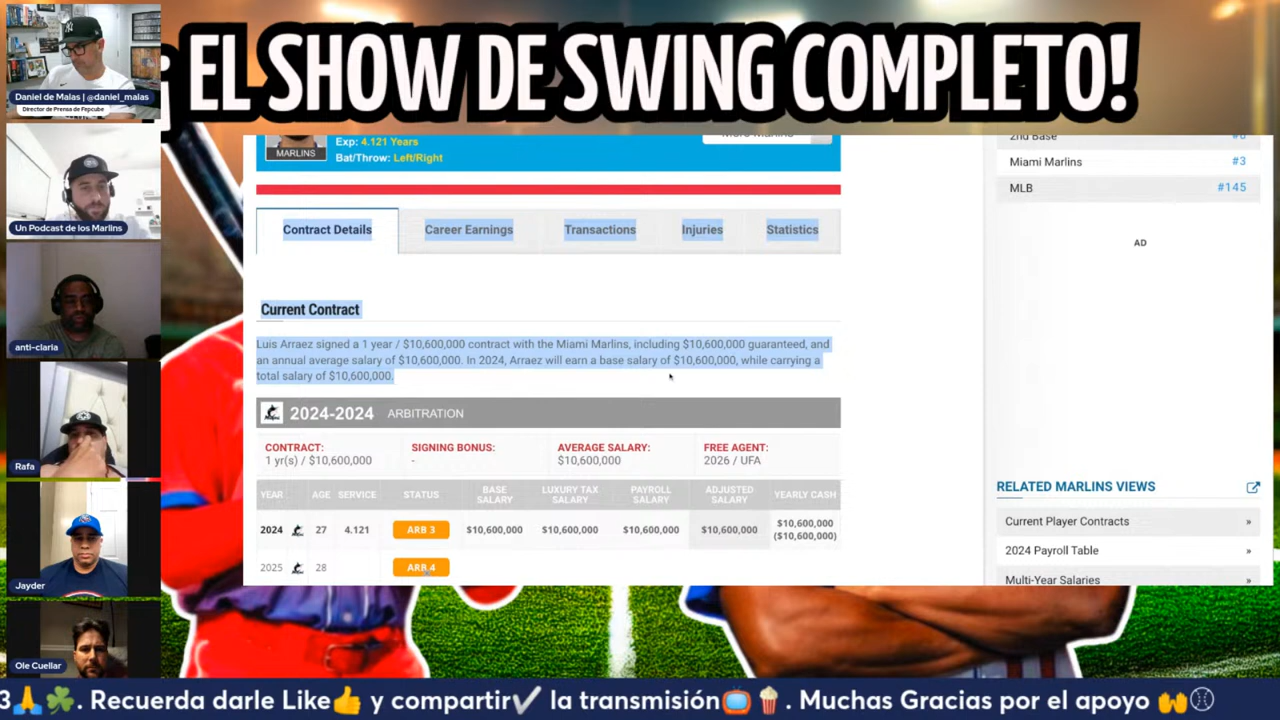 ¡EL SHOW DE SWING COMPLETO!
Daniel de Malas | @daniel_malas
Director de Prensa de Fepcube
Un Podcast de los Marlins
anti-claria
Rafa
Jayder
Ole Cuellar
MARLINS
Exp: 4.121 Years
Bat/Throw: Left/Right
More Marlins
2nd Base #6
Miami Marlins #3
MLB #145
AD
Contract Details Career Earnings Transactions Injuries Statistics
Current Contract
Luis Arraez signed a 1 year / $10,600,000 contract with the Miami Marlins, including $10,600,000 guaranteed, and
an annual average salary of $10,600,000. In 2024, Arraez will earn a base salary of $10,600,000, while carrying a
total salary of $10,600,000.
2024-2024 ARBITRATION
CONTRACT: SIGNING BONUS: AVERAGE SALARY: FREE AGENT:
1 yr(s) / $10,600,000 - $10,600,000 2026 / UFA
YEAR AGE SERVICE STATUS BASE SALARY LUXURY TAX SALARY PAYROLL SALARY ADJUSTED SALARY YEARLY CASH
2024 27 4.121 ARB 3 $10,600,000 $10,600,000 $10,600,000 $10,600,000 $10,600,000
($10,600,000)
2025 28 ARB 4
RELATED MARLINS VIEWS
Current Player Contracts »
2024 Payroll Table »
Multi-Year Salaries »
3🙏☘️. Recuerda darle Like👍 y compartir✔️ la transmisión📺🍿. Muchas Gracias por el apoyo 🙌⚾